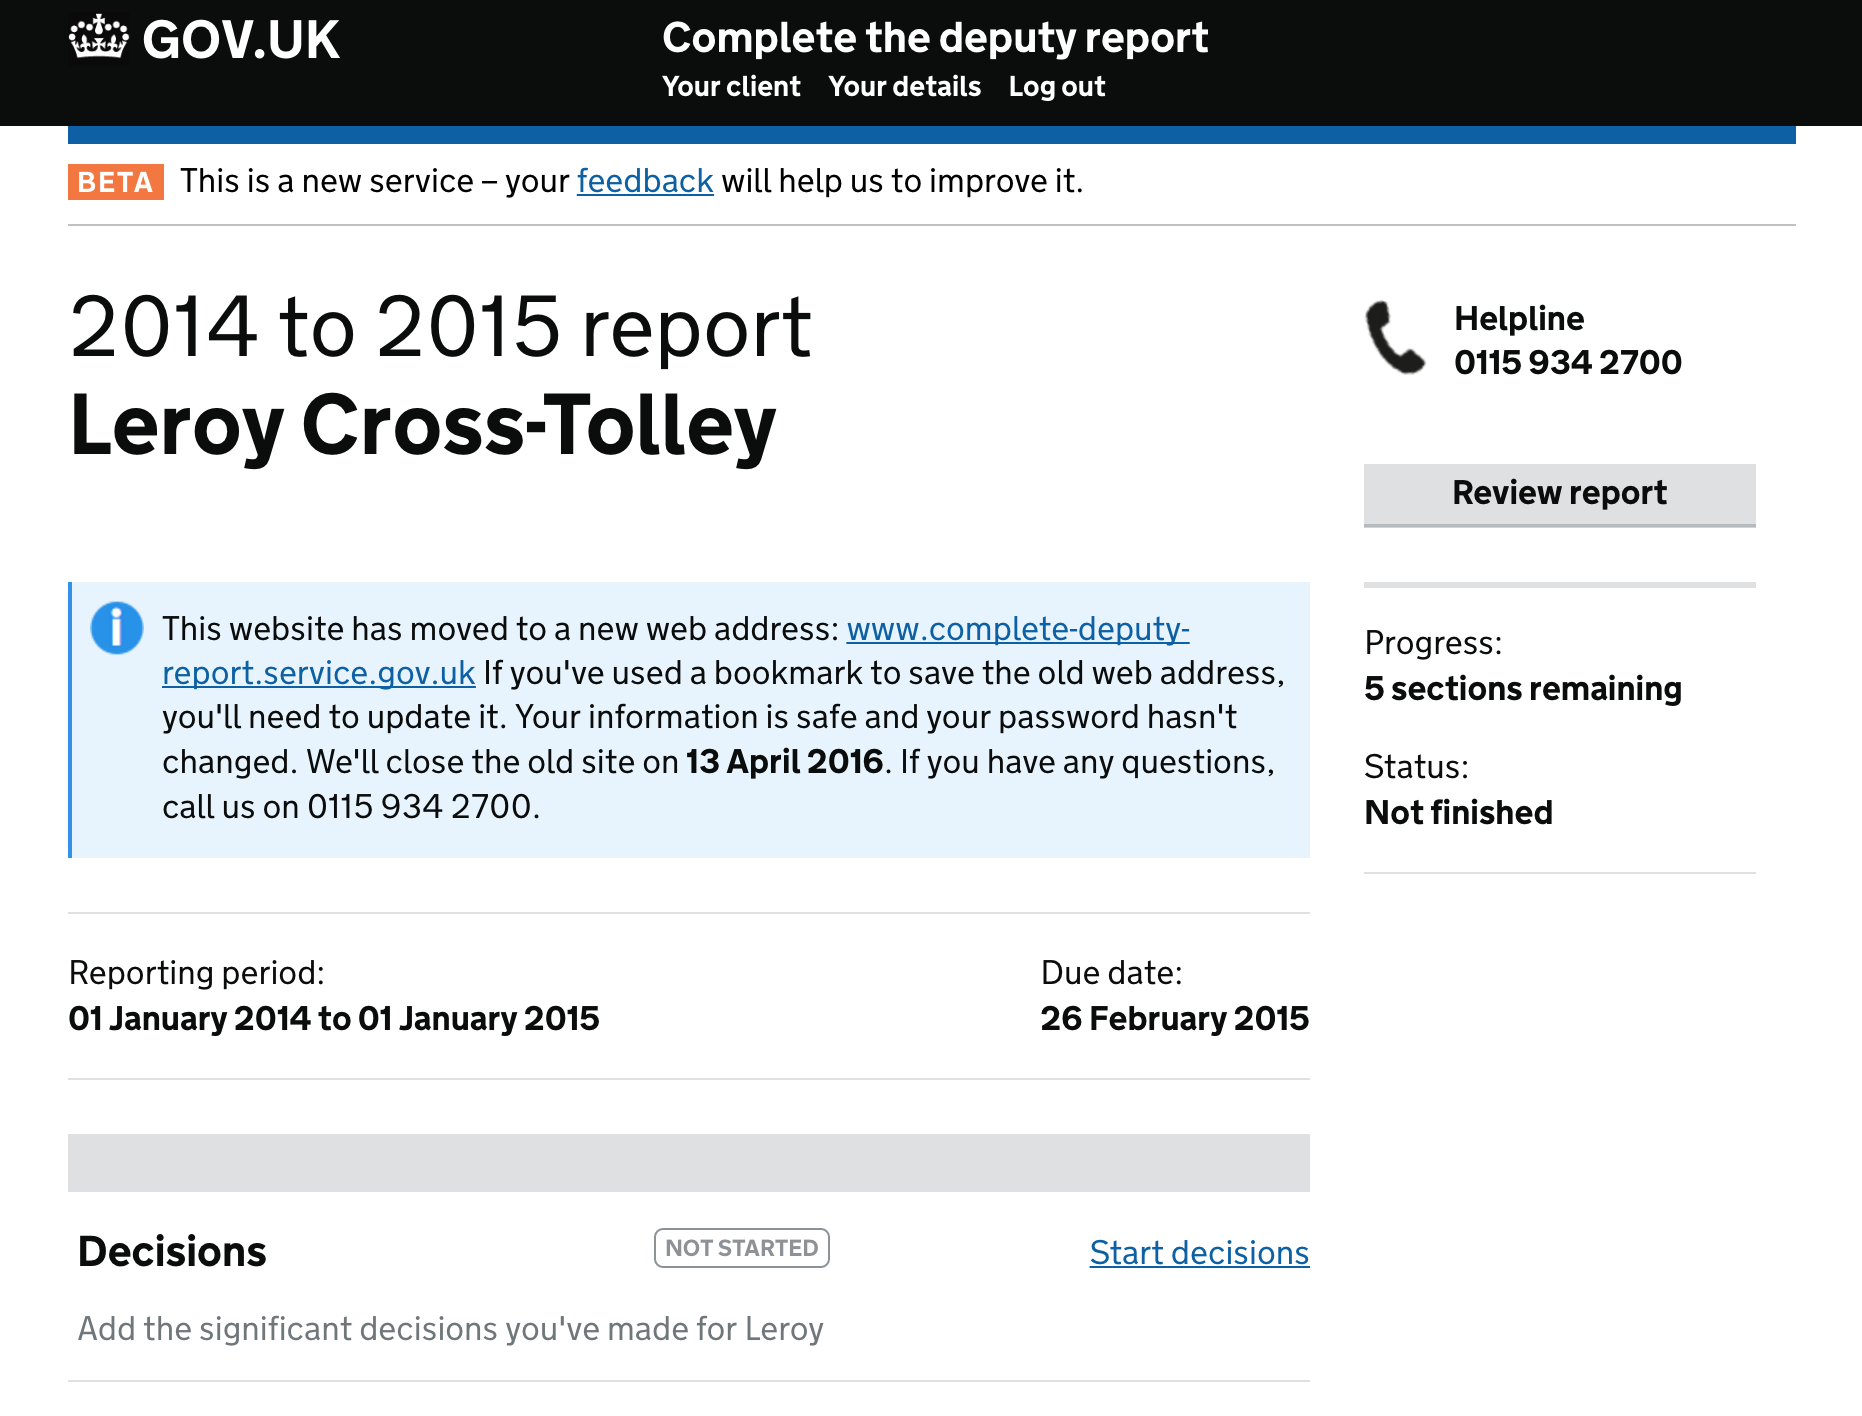 GOV.UK
Complete the deputy report
Your client Your details Log out
BETA This is a new service – your feedback will help us to improve it.
2014 to 2015 report
Leroy Cross-Tolley
Helpline
0115 934 2700
Review report
This website has moved to a new web address: www.complete-deputy-
report.service.gov.uk If you've used a bookmark to save the old web address,
you'll need to update it. Your information is safe and your password hasn't
changed. We'll close the old site on 13 April 2016. If you have any questions,
call us on 0115 934 2700.
Progress:
5 sections remaining
Status:
Not finished
Reporting period:
01 January 2014 to 01 January 2015
Due date:
26 February 2015
Decisions
NOT STARTED
Start decisions
Add the significant decisions you've made for Leroy